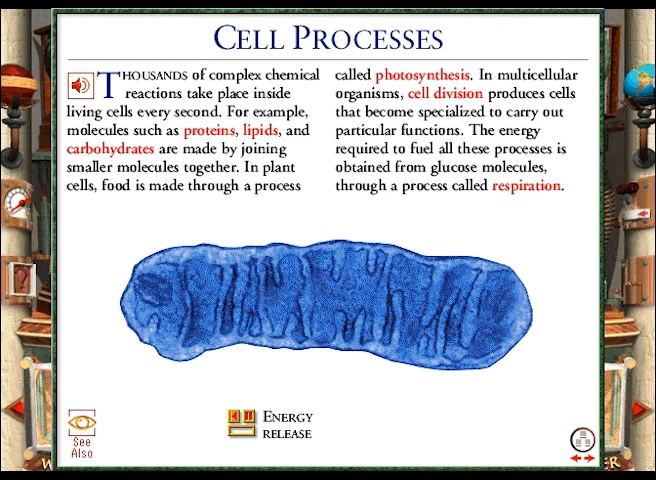 CELL PROCESSES
THOUSANDS of complex chemical
reactions take place inside
living cells every second. For example,
molecules such as proteins, lipids, and
carbohydrates are made by joining
smaller molecules together. In plant
cells, food is made through a process
called photosynthesis. In multicellular
organisms, cell division produces cells
that become specialized to carry out
particular functions. The energy
required to fuel all these processes is
obtained from glucose molecules,
through a process called respiration.
See
Also
ENERGY
RELEASE